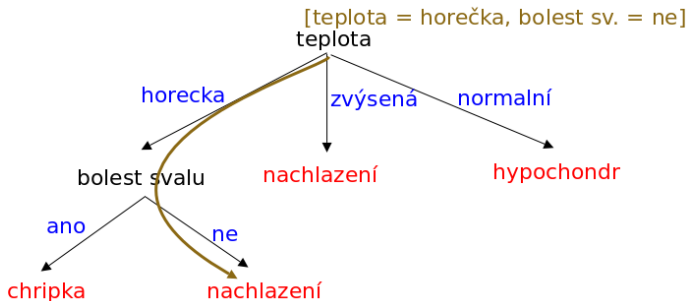 [teplota = horečka, bolest sv. = ne]
teplota
horecka
zvýsená
normalní
bolest svalu
nachlazení
hypochondr
ano
ne
chripka
nachlazení